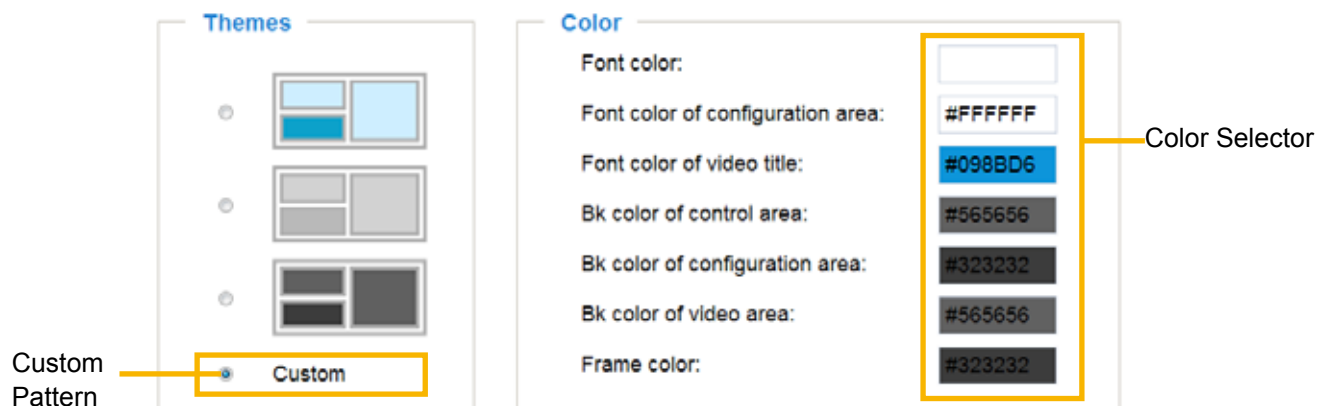 Themes
Color
Font color:
Font color of configuration area: #FFFFFF
Font color of video title: #098BD6
Bk color of control area: #565656
Bk color of configuration area: #323232
Bk color of video area: #565656
Frame color: #323232
Color Selector
Custom
Pattern
Custom